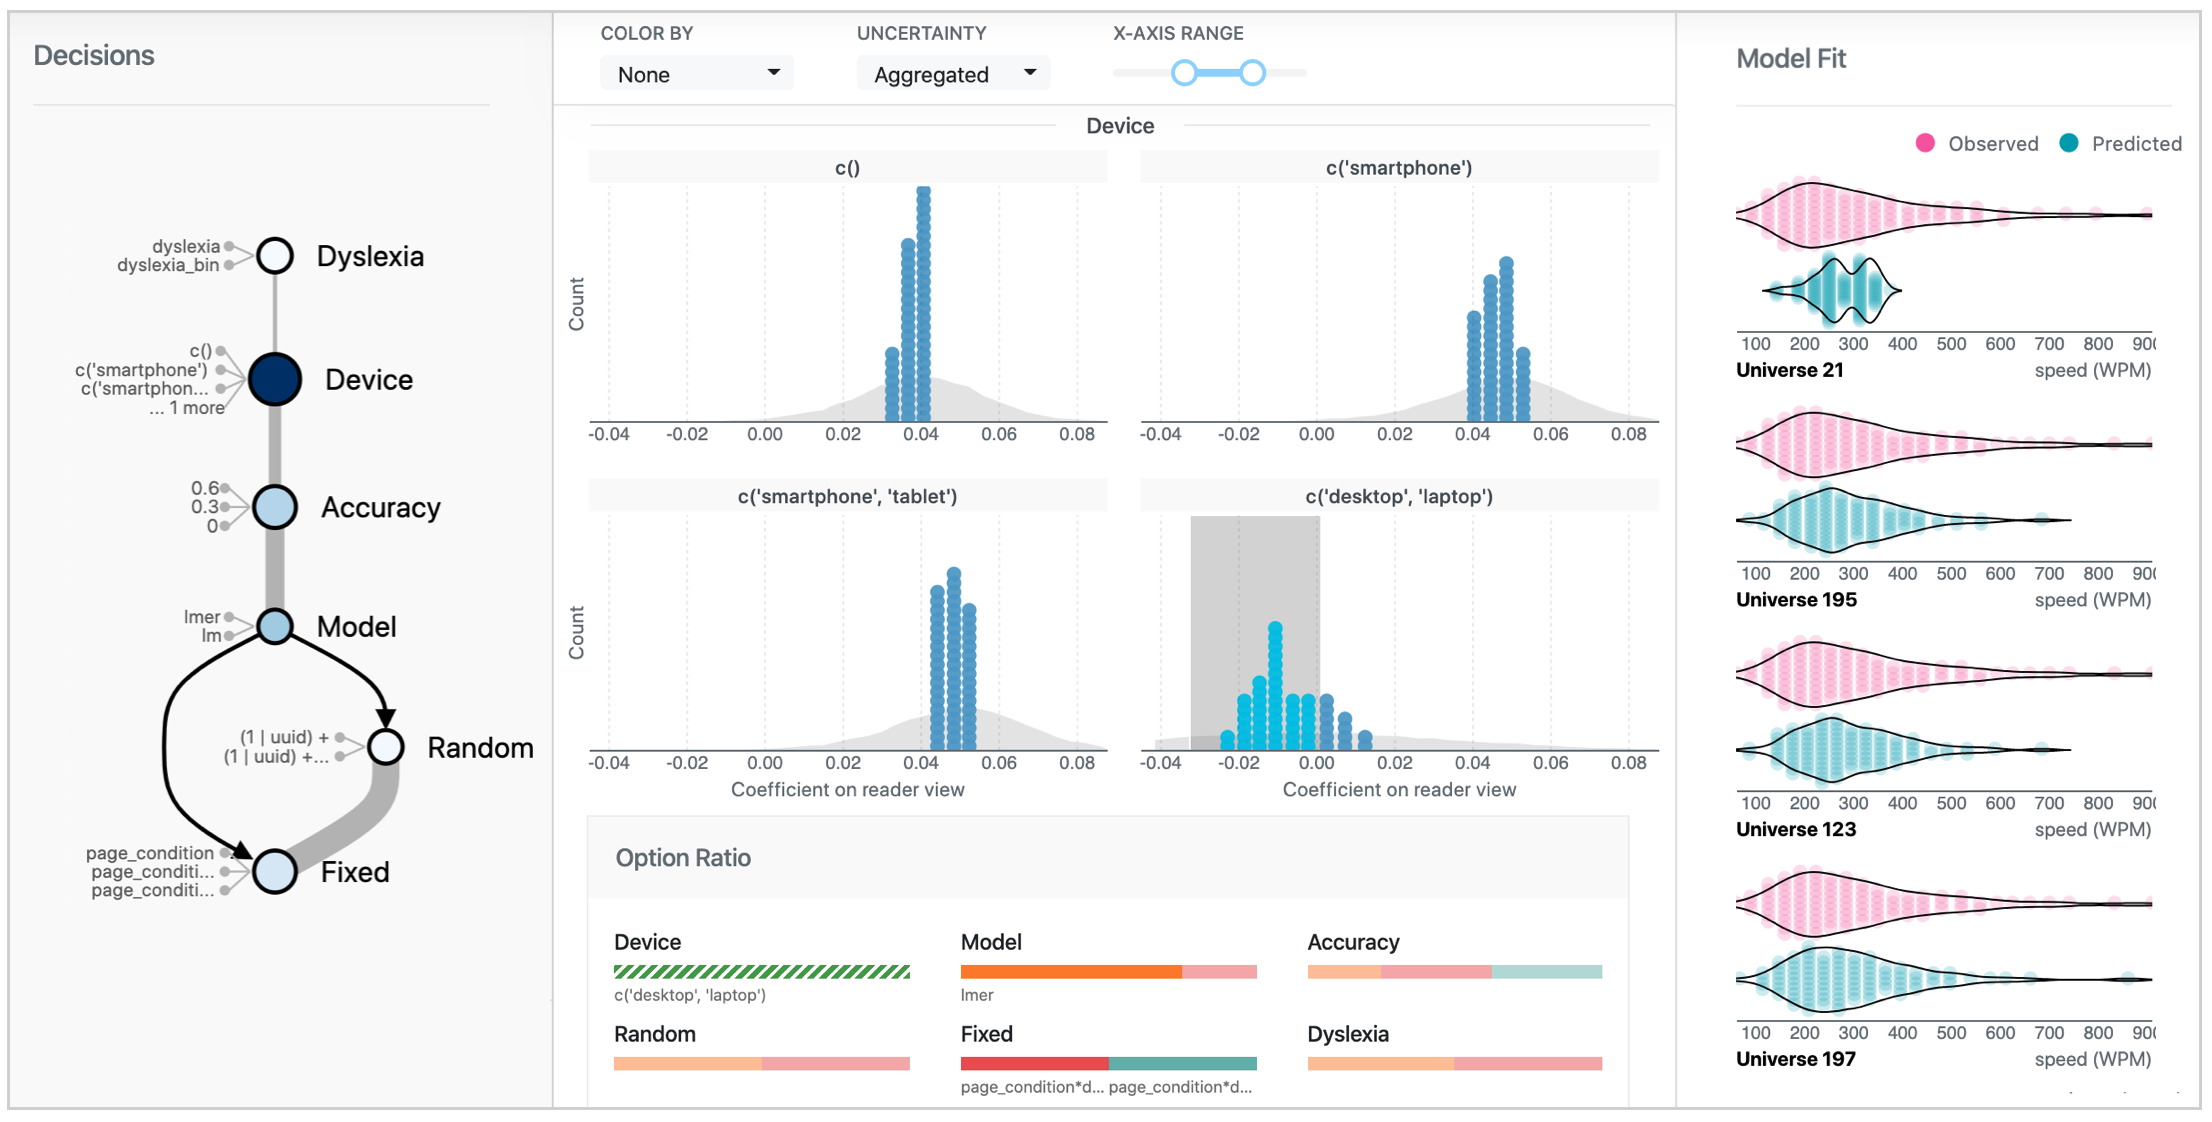 Decisions
dyslexia
dyslexia_bin
Dyslexia
c()
c('smartphone')
c('smartphon...
... 1 more
Device
0.6
0.3
0
Accuracy
lmer
lm
Model
(1 | uuid) +
(1 | uuid) +...
Random
page_condition
page_conditi...
page_conditi...
Fixed
COLOR BY
None
UNCERTAINTY
Aggregated
X-AXIS RANGE
Device
c()
Count
-0.04 -0.02 0.00 0.02 0.04 0.06 0.08
c('smartphone')
-0.04 -0.02 0.00 0.02 0.04 0.06 0.08
c('smartphone', 'tablet')
Count
-0.04 -0.02 0.00 0.02 0.04 0.06 0.08
Coefficient on reader view
c('desktop', 'laptop')
-0.04 -0.02 0.00 0.02 0.04 0.06 0.08
Coefficient on reader view
Option Ratio
Device
c('desktop', 'laptop')
Model
lmer
Accuracy
Random
Fixed
page_condition*d... page_condition*d...
Dyslexia
Model Fit
Observed Predicted
100 200 300 400 500 600 700 800 900
Universe 21 speed (WPM)
100 200 300 400 500 600 700 800 900
Universe 195 speed (WPM)
100 200 300 400 500 600 700 800 900
Universe 123 speed (WPM)
100 200 300 400 500 600 700 800 900
Universe 197 speed (WPM)